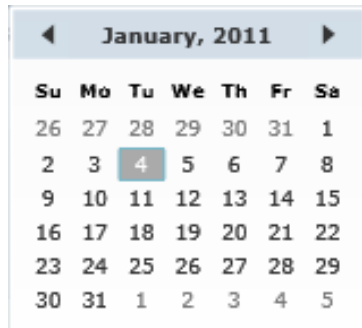 January, 2011
Su Mo Tu We Th Fr Sa
26 27 28 29 30 31 1
2 3 4 5 6 7 8
9 10 11 12 13 14 15
16 17 18 19 20 21 22
23 24 25 26 27 28 29
30 31 1 2 3 4 5